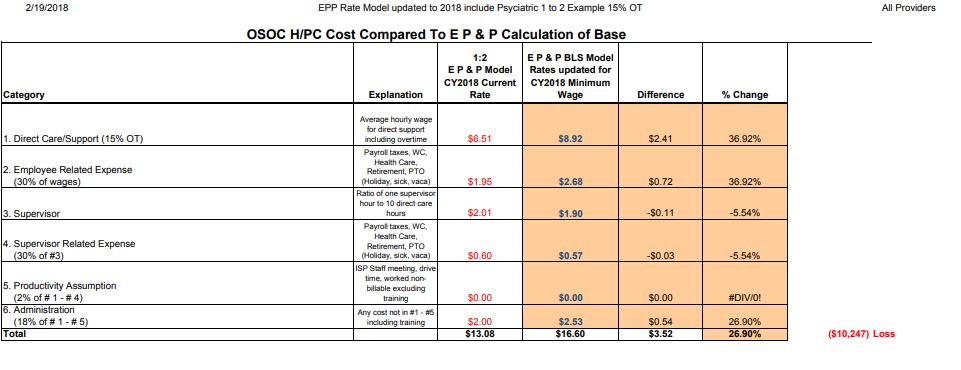 2/19/2018 EPP Rate Model updated to 2018 include Psyciatric 1 to 2 Example 15% OT All Providers
OSOC H/PC Cost Compared To E P & P Calculation of Base
Category
Explanation
1:2
E P & P Model
CY2018 Current
Rate
E P & P BLS Model
Rates updated for
CY2018 Minimum
Wage
Difference
% Change
1. Direct Care/Support (15% OT)
Average hourly wage
for direct support
including overtime
$6.51 $8.92 $2.41 36.92%
2. Employee Related Expense
(30% of wages)
Payroll taxes, WC,
Health Care,
Retirement, PTO
(Holiday, sick, vaca)
$1.95 $2.68 $0.72 36.92%
3. Supervisor
Ratio of one supervisor
hour to 10 direct care
hours
$2.01 $1.90 -$0.11 -5.54%
4. Supervisor Related Expense
(30% of #3)
Payroll taxes, WC,
Health Care,
Retirement, PTO
(Holiday, sick, vaca)
$0.60 $0.57 -$0.03 -5.54%
5. Productivity Assumption
(2% of # 1 - # 4)
ISP Staff meeting, drive
time, worked non-
billable excluding
training
$0.00 $0.00 $0.00 #DIV/0!
6. Administration
(18% of # 1 - # 5)
Any cost not in #1 - #5
including training
$2.00 $2.53 $0.54 26.90%
Total $13.08 $16.60 $3.52 26.90% ($10,247) Loss